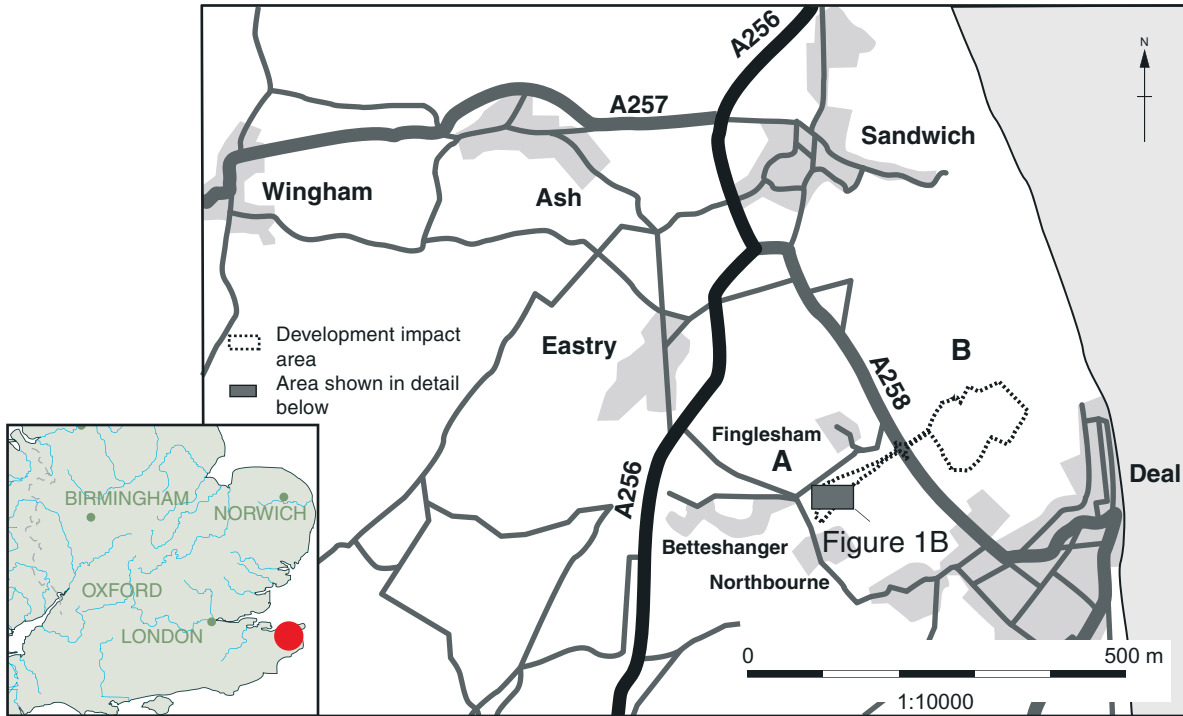 A256
N
A257
Sandwich
Wingham
Ash
Development impact
area
Eastry
B
Area shown in detail
below
A258
Finglesham
A
Deal
A256
BIRMINGHAM
NORWICH
Figure 1B
Betteshanger
Northbourne
OXFORD
LONDON
0
500 m
1:10000